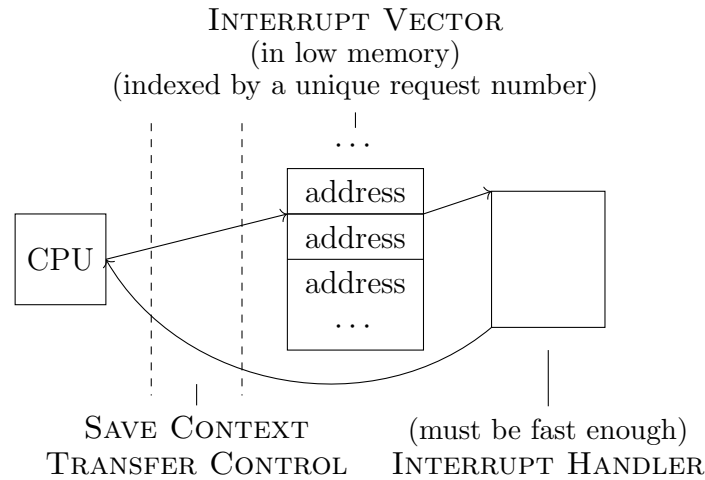 INTERRUPT VECTOR
(in low memory)
(indexed by a unique request number)
...
address
CPU
address
address
...
SAVE CONTEXT
TRANSFER CONTROL
(must be fast enough)
INTERRUPT HANDLER